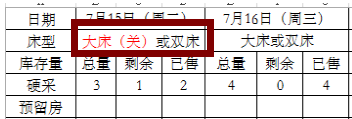 日期 7月15日（周二） 7月16日（周三）
床型 大床（关）或双床 大床或双床
库存量 总量 剩余 已售 总量 剩余 已售
硬采 3 1 2 4 0 4
预留房